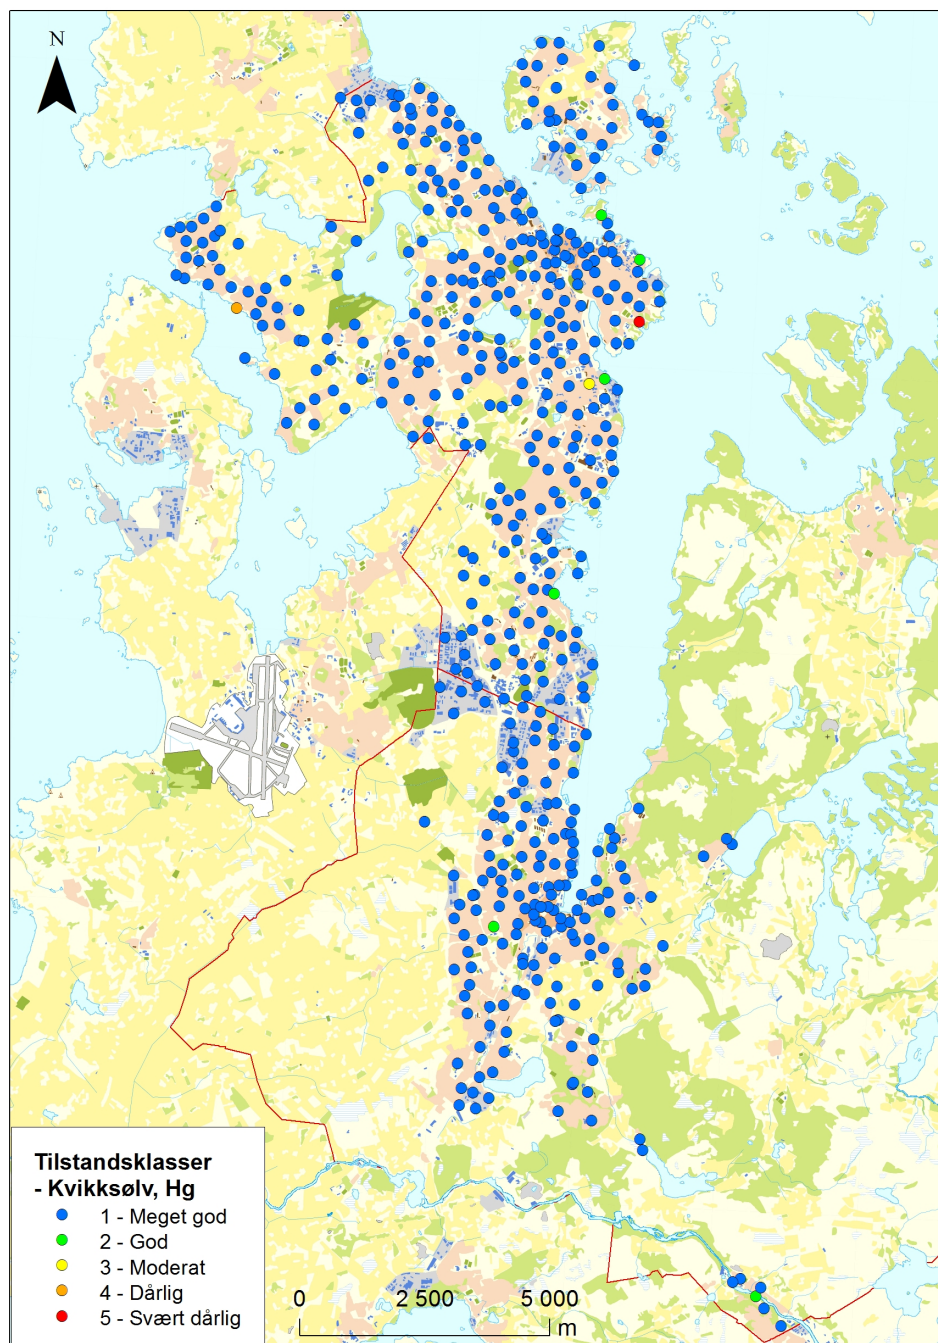 N
Tilstandsklasser
- Kvikksølv, Hg
1 - Meget god
2 - God
3 - Moderat
4 - Dårlig
5 - Svært dårlig
0 2 500 5 000
m